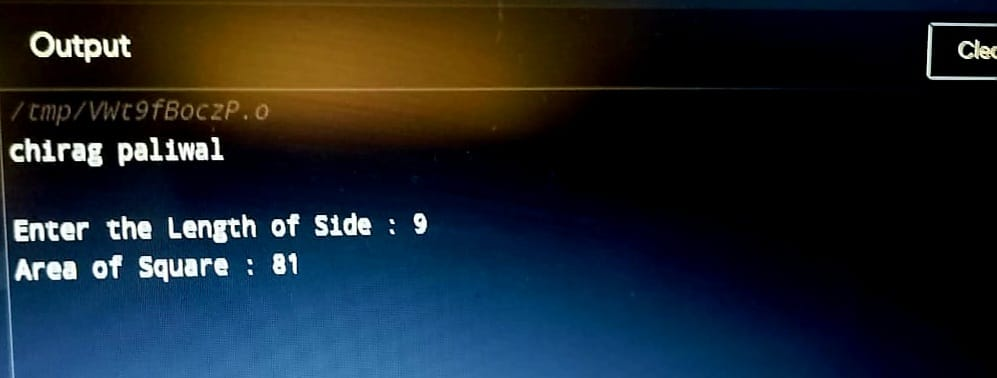 Output
/tmp/VWt9fBoczP.o
chirag paliwal
Enter the Length of Side : 9
Area of Square : 81